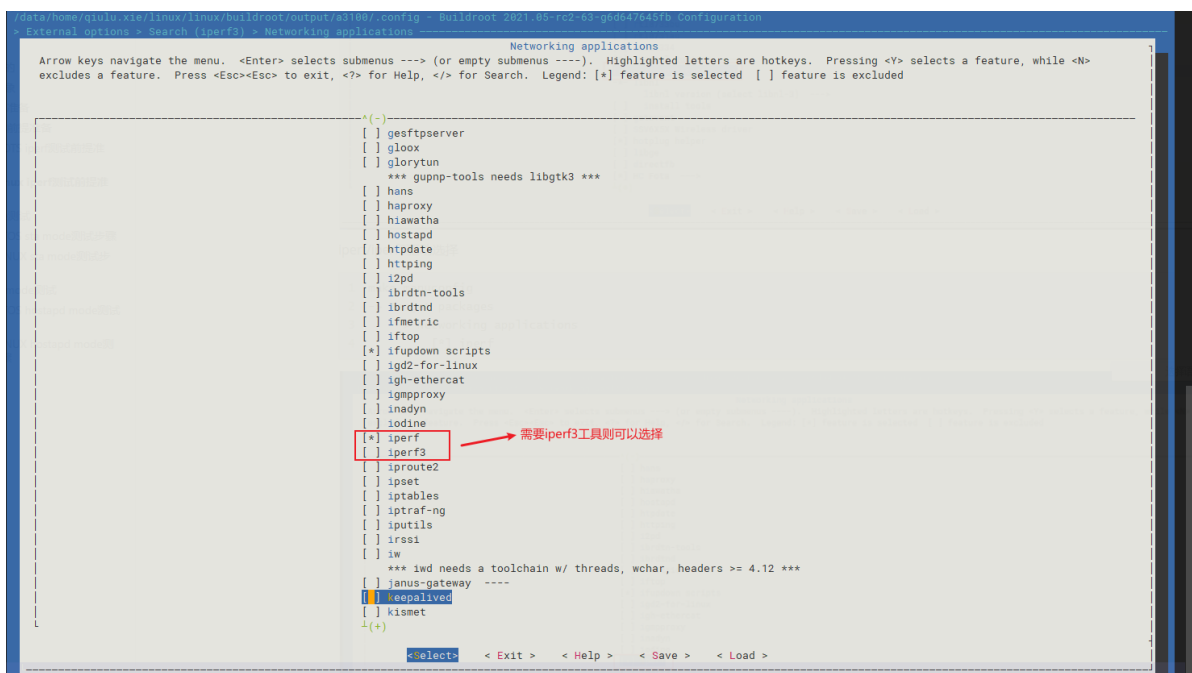 /data/home/qiulu.xie/linux/linux/buildroot/output/a3100/.config - Buildroot 2021.05-rc2-63-g6d647645fb Configuration
> External options > Search (iperf3) > Networking applications
Networking applications
Arrow keys navigate the menu.  <Enter> selects submenus ---> (or empty submenus ----).  Highlighted letters are hotkeys.  Pressing <Y> selects a feature, while <N>
excludes a feature.  Press <Esc><Esc> to exit, <?> for Help, </> for Search.  Legend: [*] feature is selected  [ ] feature is excluded
^(-)
[ ] gesftpserver
[ ] gloox
[ ] glorytun
*** gupnp-tools needs libgtk3 ***
[ ] hans
[ ] haproxy
[ ] hiawatha
[ ] hostapd
[ ] htpdate
[ ] httping
[ ] i2pd
[ ] ibrdtn-tools
[ ] ibrdtnd
[ ] ifmetric
[ ] iftop
[*] ifupdown scripts
[ ] igd2-for-linux
[ ] igh-ethercat
[ ] igmpproxy
[ ] inadyn
[ ] iodine
[*] iperf 需要iperf3工具则可以选择
[ ] iperf3
[ ] iproute2
[ ] ipset
[ ] iptables
[ ] iptraf-ng
[ ] iputils
[ ] irssi
[ ] iw
*** iwd needs a toolchain w/ threads, wchar, headers >= 4.12 ***
[ ] janus-gateway  ----
[ ] keepalived
[ ] kismet
┴(+)
<Select>    < Exit >    < Help >    < Save >    < Load >